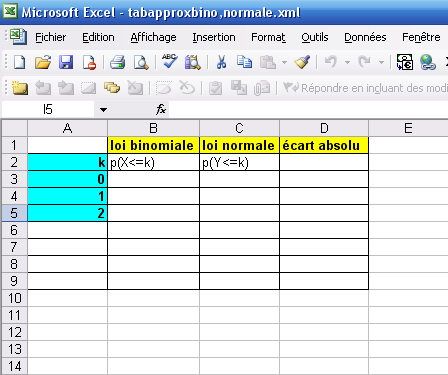 Microsoft Excel - tabapproxbino,normale.xml
Fichier Edition Affichage Insertion Format Outils Données Fenêtre
Répondre en incluant des modi
I5 fx
A B C D E
1 loi binomiale loi normale écart absolu
2 k p(X<=k) p(Y<=k)
3 0
4 1
5 2
6
7
8
9
10
11
12
13
14